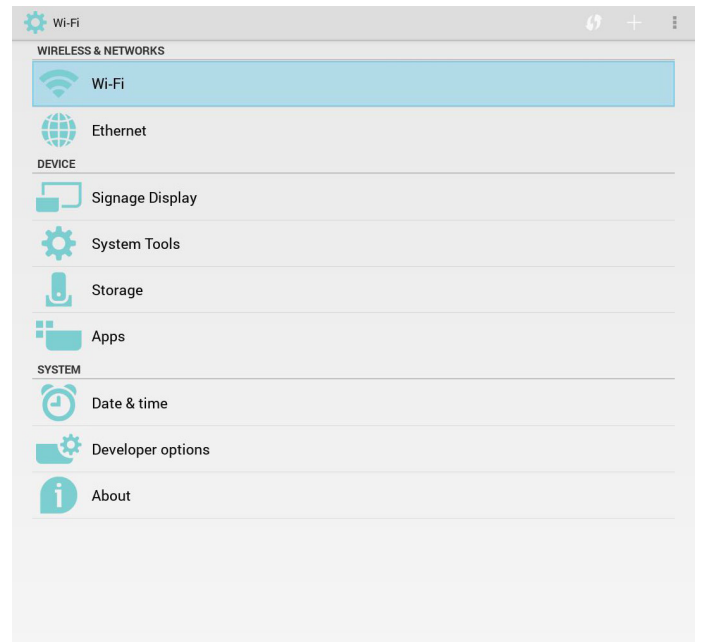 Wi-Fi
WIRELESS & NETWORKS
Wi-Fi
Ethernet
DEVICE
Signage Display
System Tools
Storage
Apps
SYSTEM
Date & time
Developer options
About